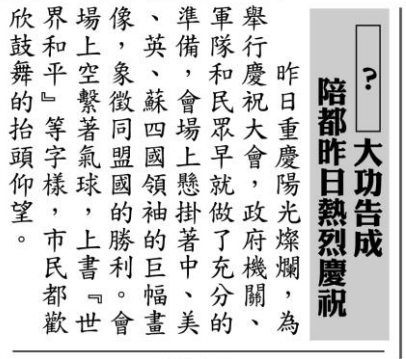 ？大功告成
陪都昨日熱烈慶祝
昨日重慶陽光燦爛，為
舉行慶祝大會，政府機關、
軍隊和民眾早就做了充分的
準備，會場上懸掛著中、美
、英、蘇四國領袖的巨幅畫
像，象徵同盟國的勝利。會
場上空繫著氣球，上書『世
界和平』等字樣，市民都歡
欣鼓舞的抬頭仰望。